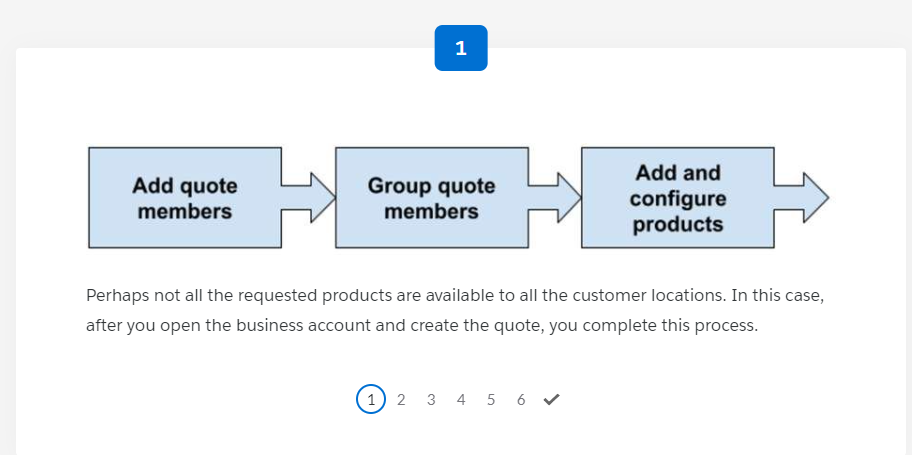 1
Add quote
members
Group quote
members
Add and
configure
products
Perhaps not all the requested products are available to all the customer locations. In this case,
after you open the business account and create the quote, you complete this process.
1 2 3 4 5 6